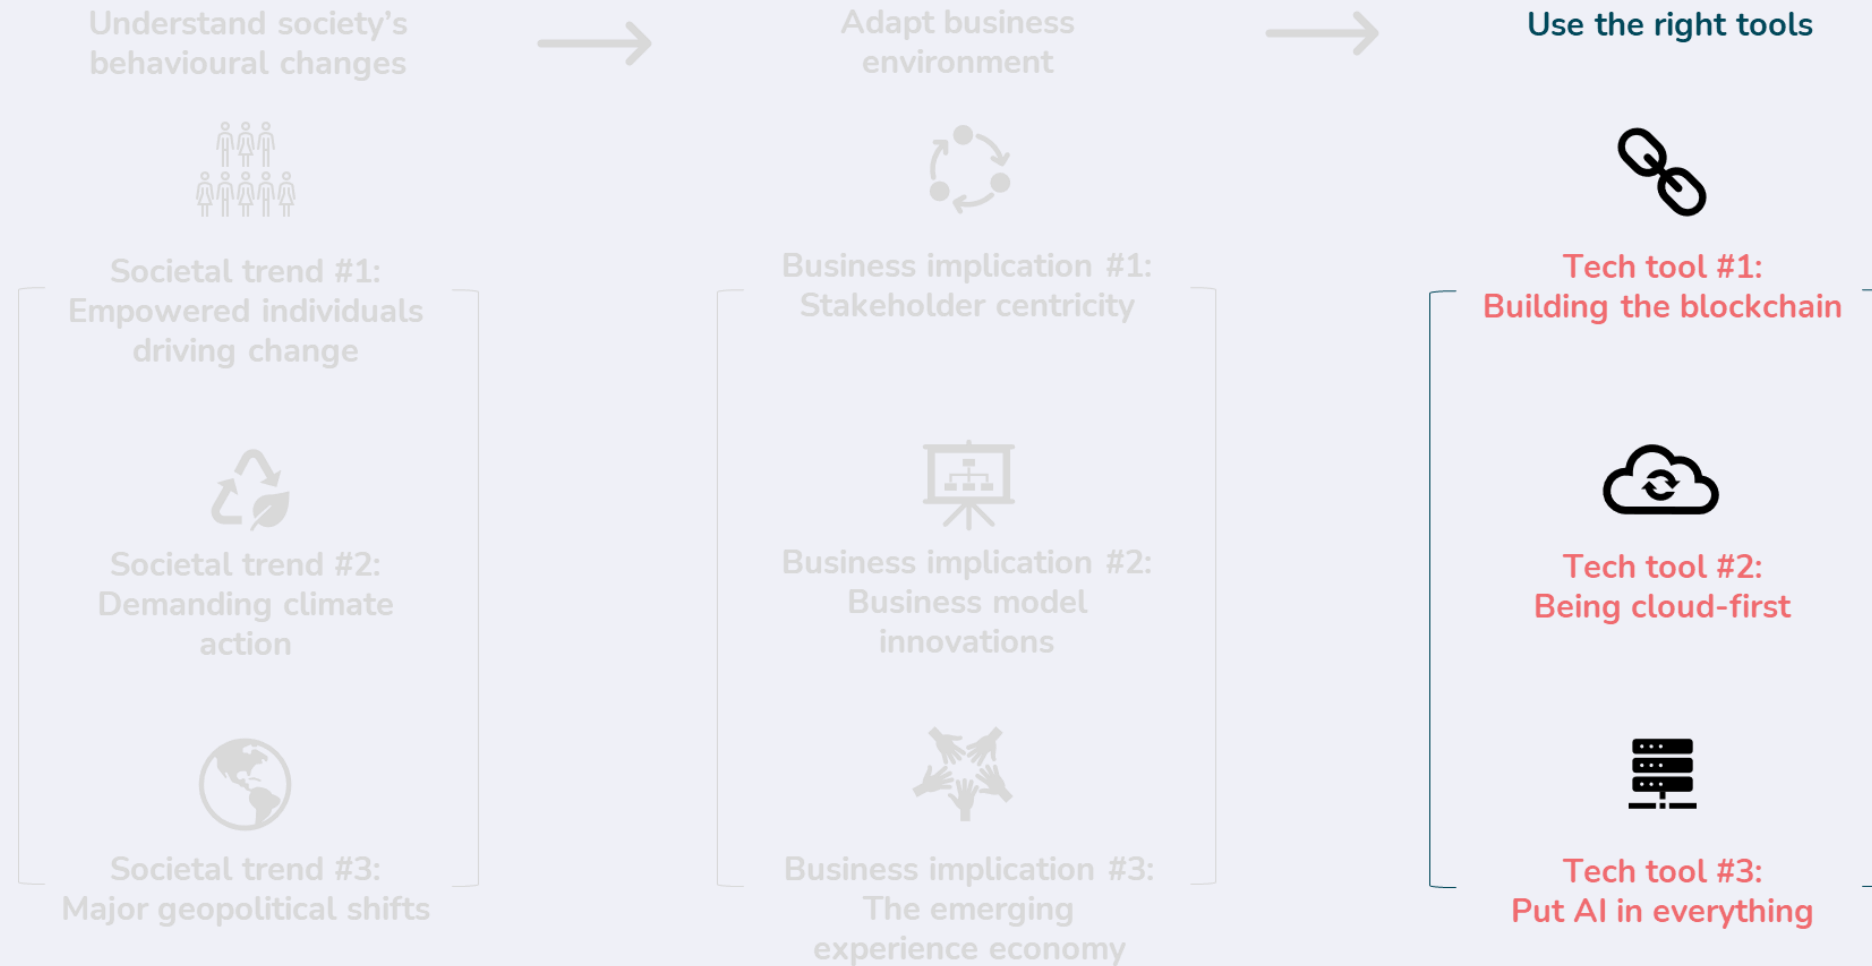 Understand society's
behavioural changes
Adapt business
environment
Use the right tools
Societal trend #1:
Empowered individuals
driving change
Business implication #1:
Stakeholder centricity
Tech tool #1:
Building the blockchain
Societal trend #2:
Demanding climate
action
Business implication #2:
Business model
innovations
Tech tool #2:
Being cloud-first
Societal trend #3:
Major geopolitical shifts
Business implication #3:
The emerging
experience economy
Tech tool #3:
Put AI in everything